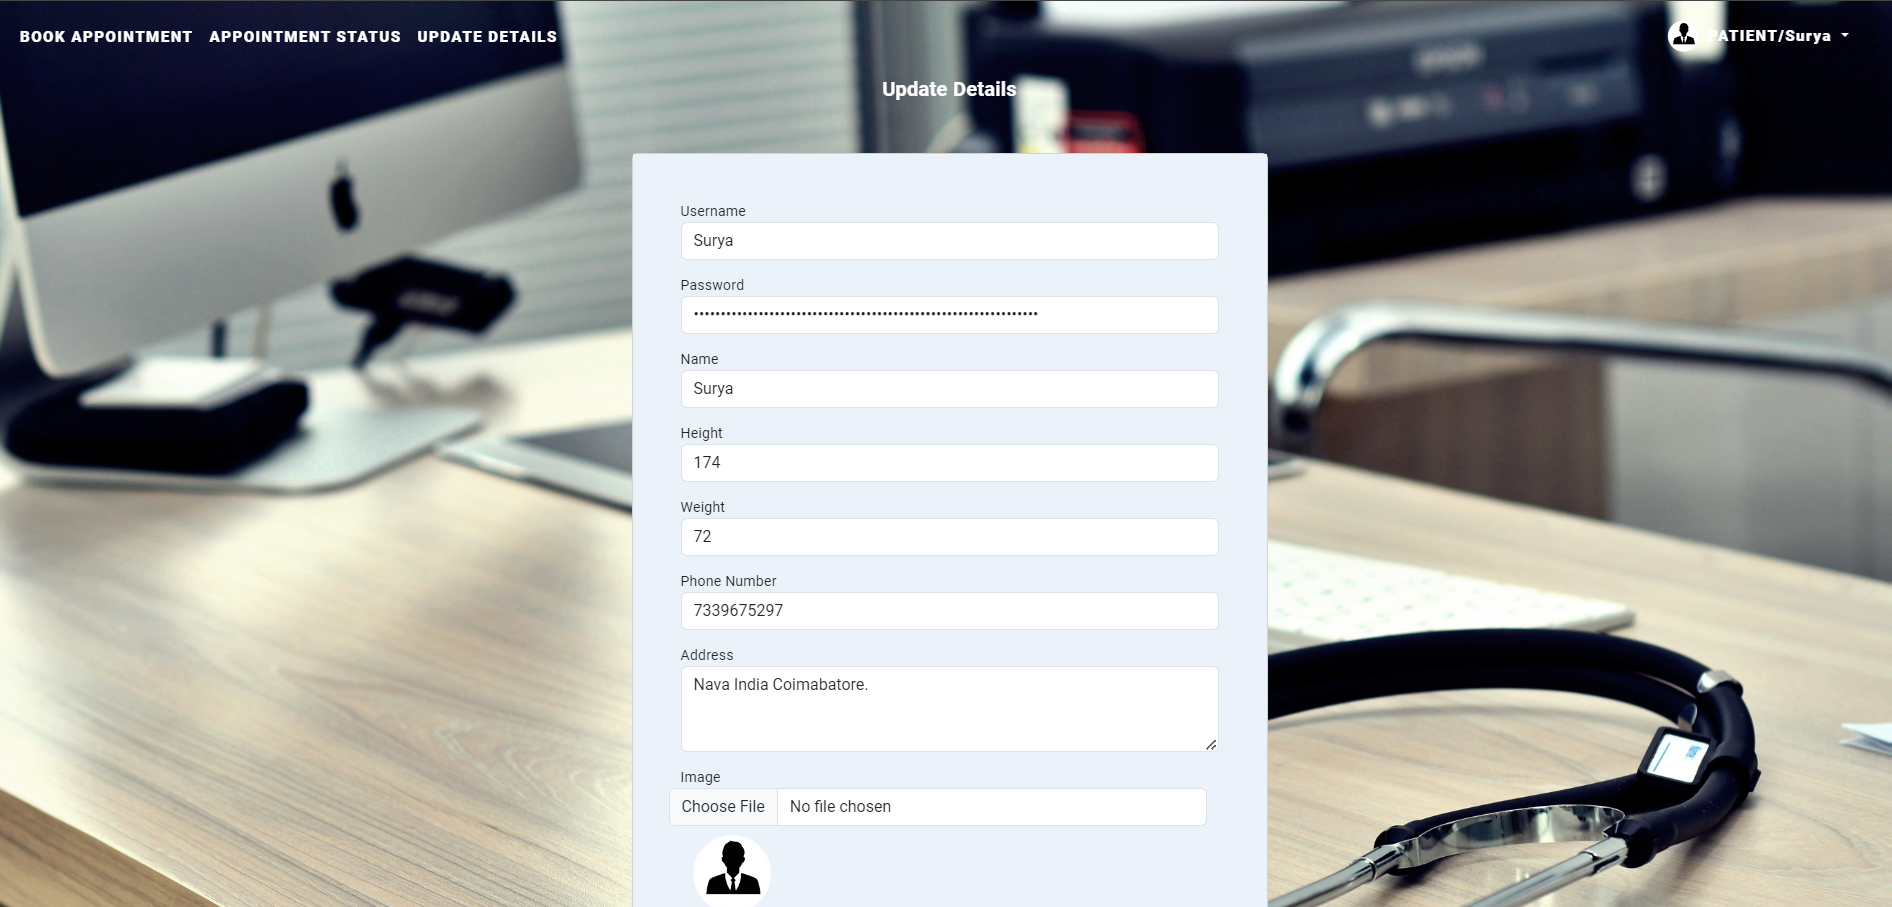 BOOK APPOINTMENT APPOINTMENT STATUS UPDATE DETAILS
PATIENT/Surya
Update Details
Username
Surya
Password
••••••••••••••••••••••••••••••••••••••••••••••••••••••••••••••••
Name
Surya
Height
174
Weight
72
Phone Number
7339675297
Address
Nava India Coimabatore.
Image
Choose File No file chosen